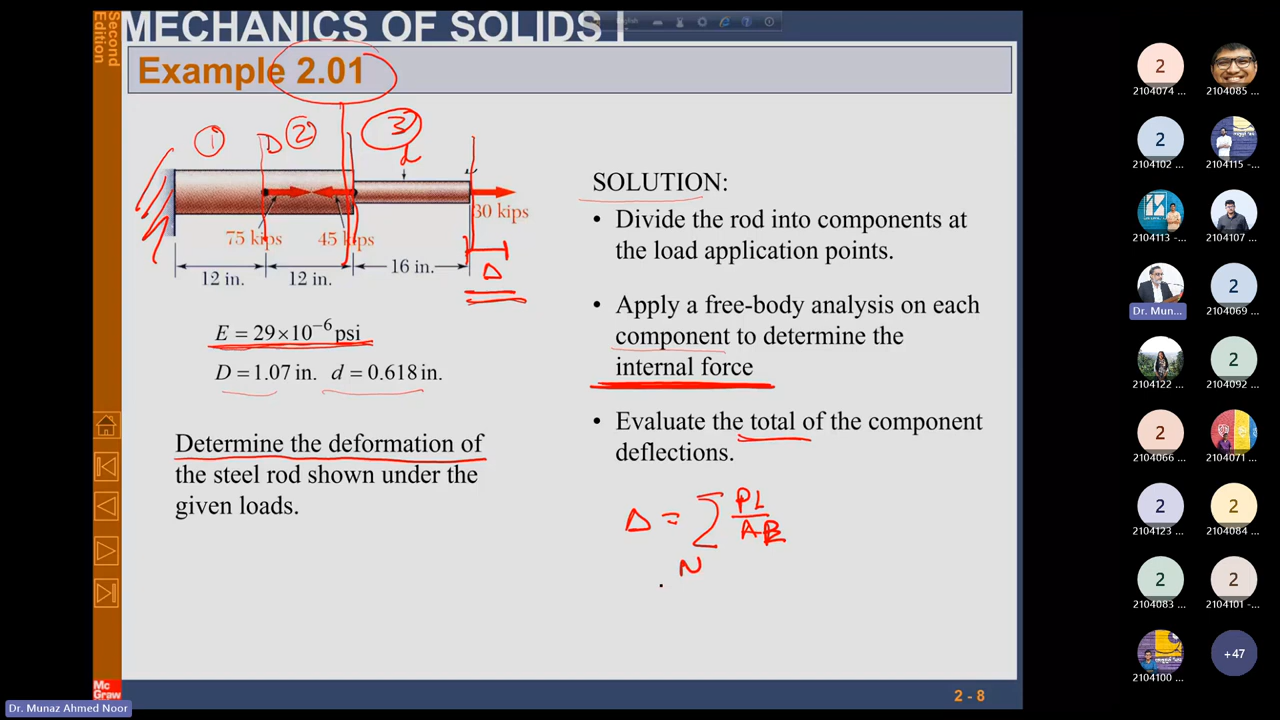 MECHANICS OF SOLIDS I
Second
Edition
English
Example 2.01
1
D
2
3
d
75 kips
45 kips
30 kips
12 in.
12 in.
16 in.
Δ
E = 29×10−6 psi
D = 1.07 in. d = 0.618 in.
Determine the deformation of
the steel rod shown under the
given loads.
SOLUTION:
• Divide the rod into components at
the load application points.
• Apply a free-body analysis on each
component to determine the
internal force
• Evaluate the total of the component
deflections.
Δ = Σ PL
AE
N
Mc
Graw
2 - 8
Dr. Munaz Ahmed Noor
2
2104074 ...
2104085 ...
2
2104102 ...
2104115 -...
2104113 -...
2104107 ...
Dr. Mun...
2
2104069 ...
2104122 ...
2
2104092 ...
2
2104066 ...
2104071 ...
2
2104123 ...
2104084 ...
2
2104083 ...
2
2104101 -...
2104100 ...
+47